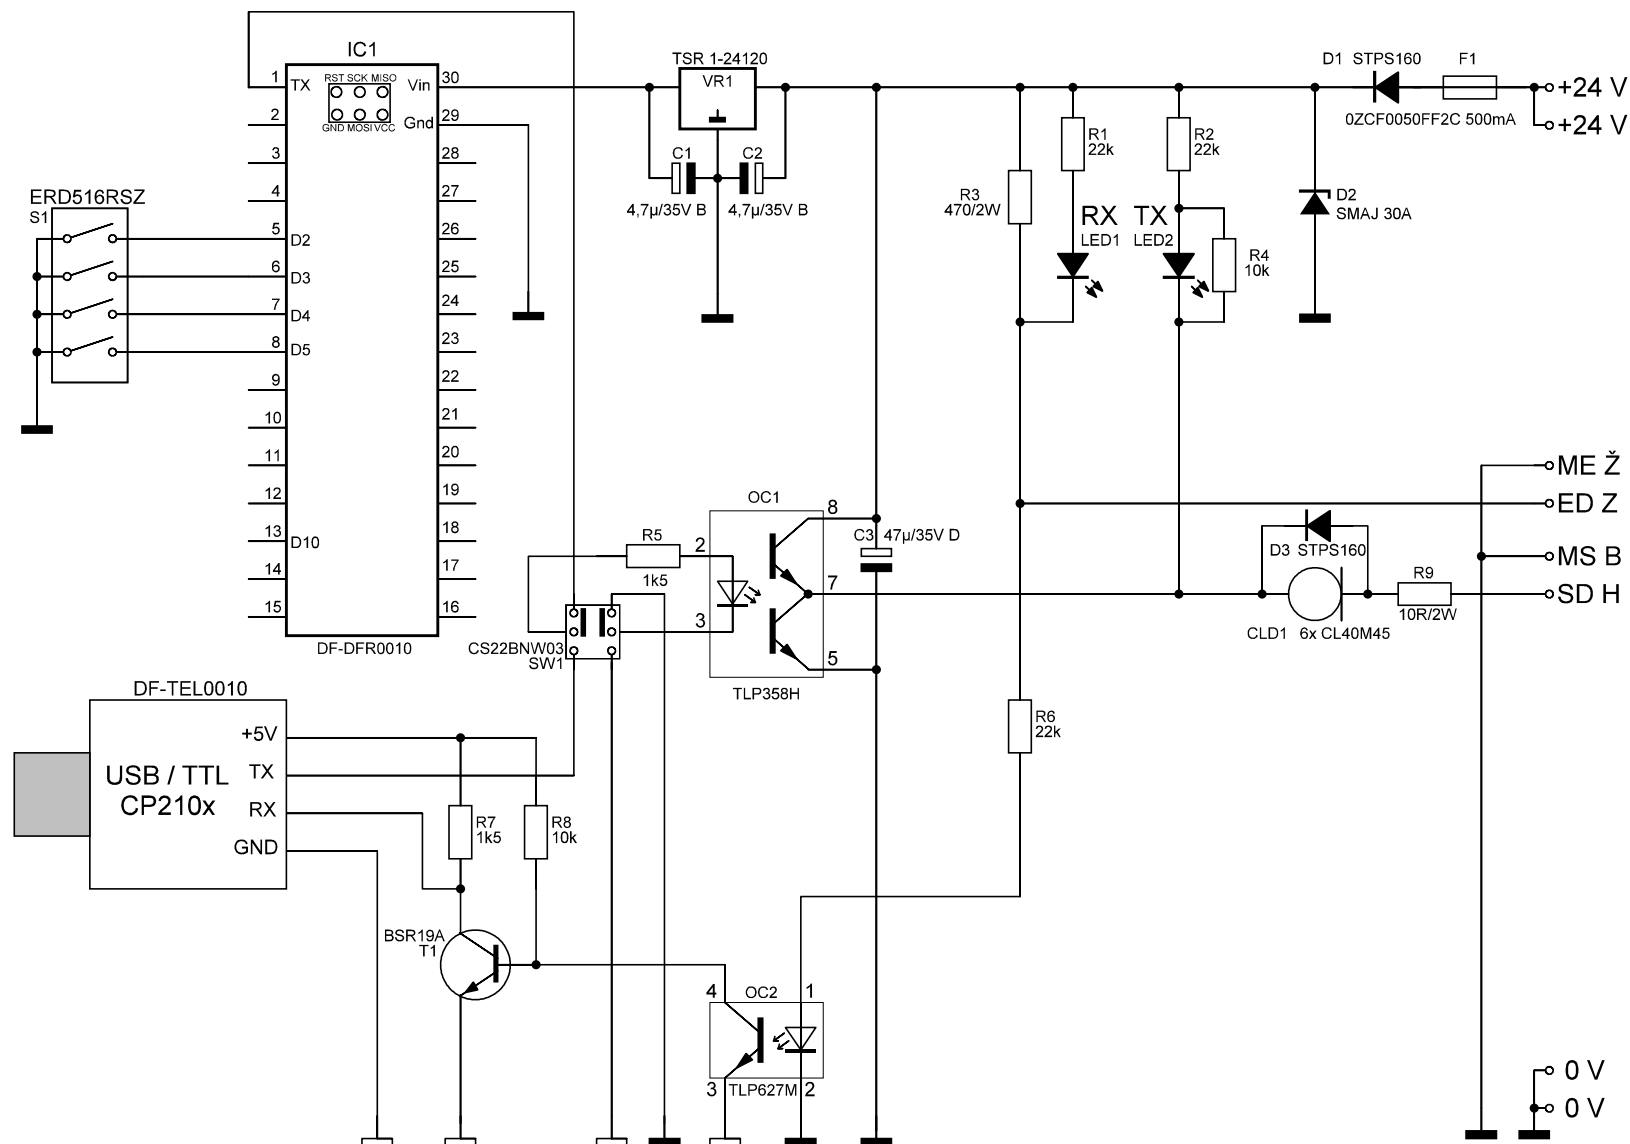 IC1
TSR 1-24120
VR1
D1 STPS160
F1
+24 V
+24 V
0ZCF0050FF2C 500mA
1
TX
RST SCK MISO
GND MOSI VCC
Vin
30
2
Gnd
29
3
28
4
27
C1
C2
4,7µ/35V B
4,7µ/35V B
R1
22k
R2
22k
R3
470/2W
RX
LED1
TX
LED2
R4
10k
D2
SMAJ 30A
ERD516RSZ
S1
5
D2
26
6
D3
25
7
D4
24
8
D5
23
9
22
10
21
11
20
12
19
13
D10
18
14
17
15
16
DF-DFR0010
ME Ž
ED Z
MS B
SD H
OC1
8
C3
47µ/35V D
R5
1k5
2
7
3
5
TLP358H
CS22BNW03
SW1
D3 STPS160
R9
10R/2W
CLD1 6x CL40M45
DF-TEL0010
+5V
TX
USB / TTL
CP210x
RX
GND
R7
1k5
R8
10k
R6
22k
BSR19A
T1
4
OC2
1
3
TLP627M
2
0 V
0 V